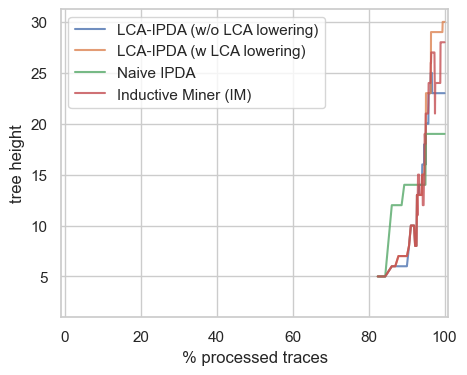 30
25
20
15
10
5
tree height
LCA-IPDA (w/o LCA lowering)
LCA-IPDA (w LCA lowering)
Naive IPDA
Inductive Miner (IM)
0 20 40 60 80 100
% processed traces